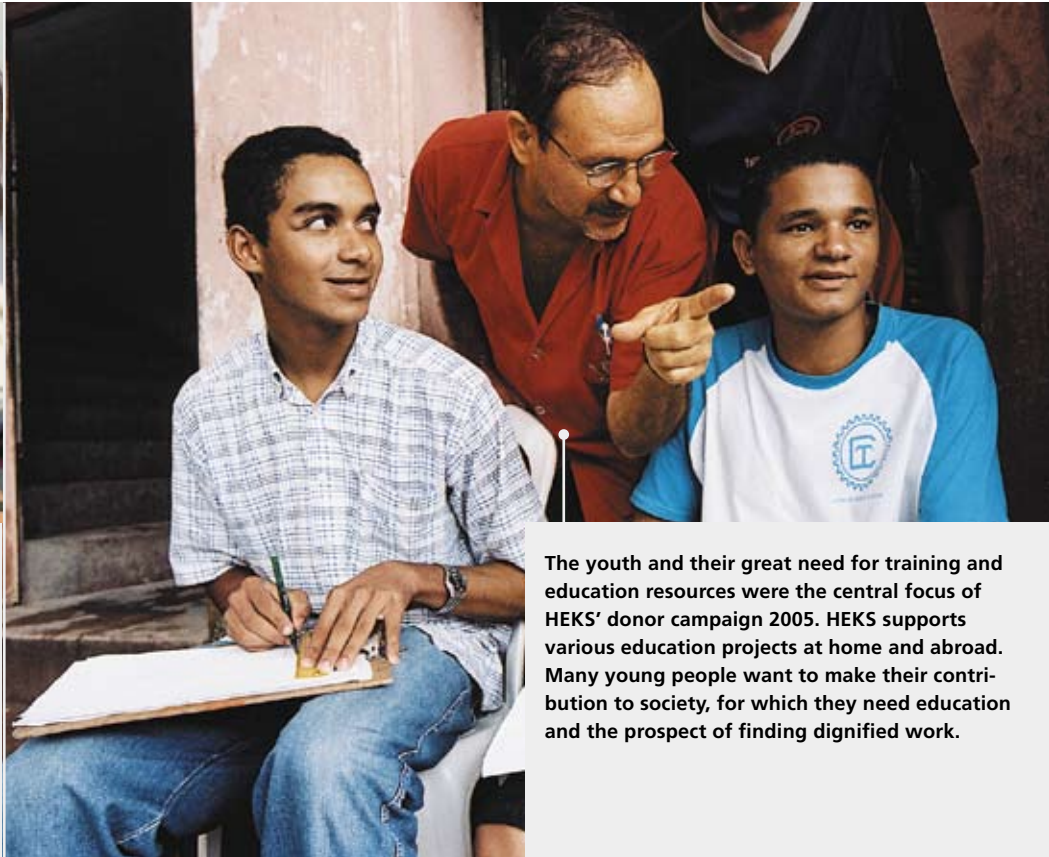 The youth and their great need for training and
education resources were the central focus of
HEKS’ donor campaign 2005. HEKS supports
various education projects at home and abroad.
Many young people want to make their contri-
bution to society, for which they need education
and the prospect of finding dignified work.